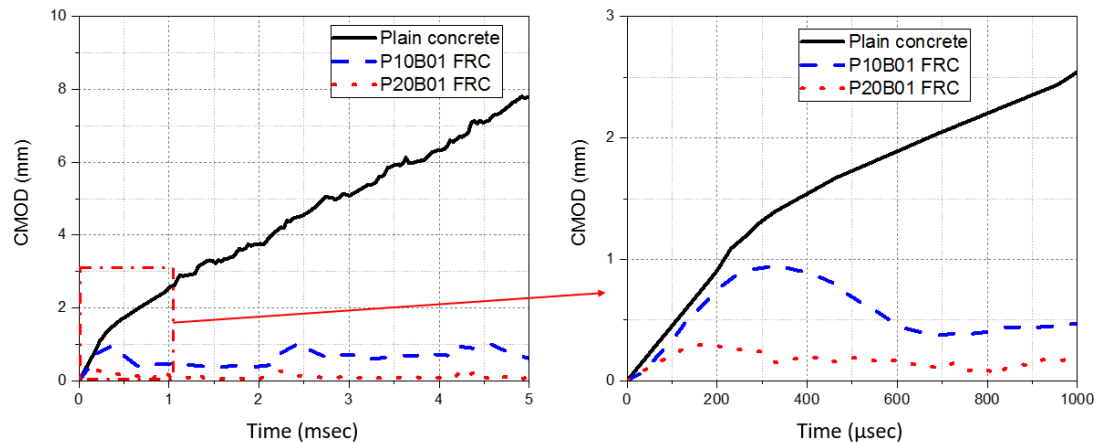 10
8
6
4
2
0
CMOD (mm)
Plain concrete
P10B01 FRC
P20B01 FRC
0 1 2 3 4 5
Time (msec)
3
2
1
0
CMOD (mm)
Plain concrete
P10B01 FRC
P20B01 FRC
0 200 400 600 800 1000
Time (μsec)